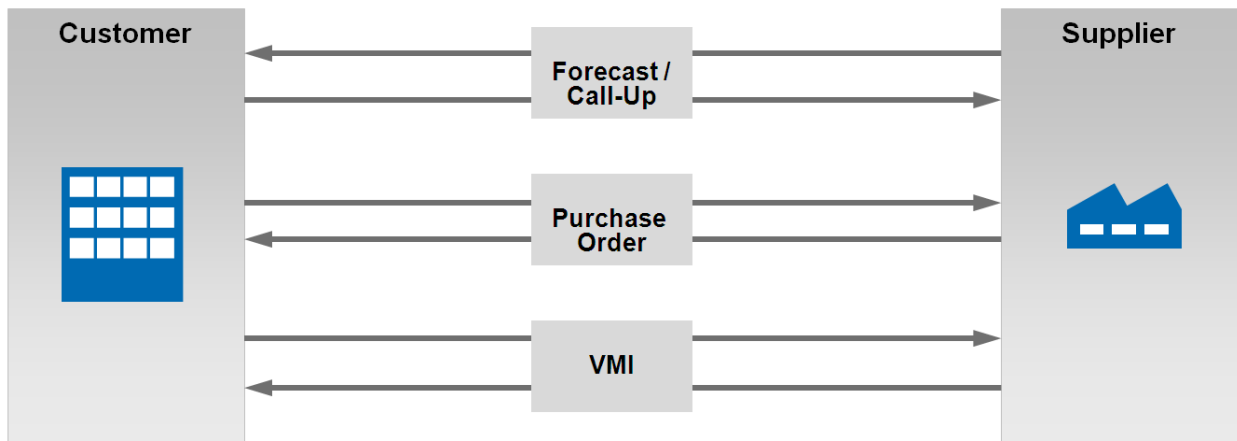 Customer
Supplier
Forecast /
Call-Up
Purchase
Order
VMI